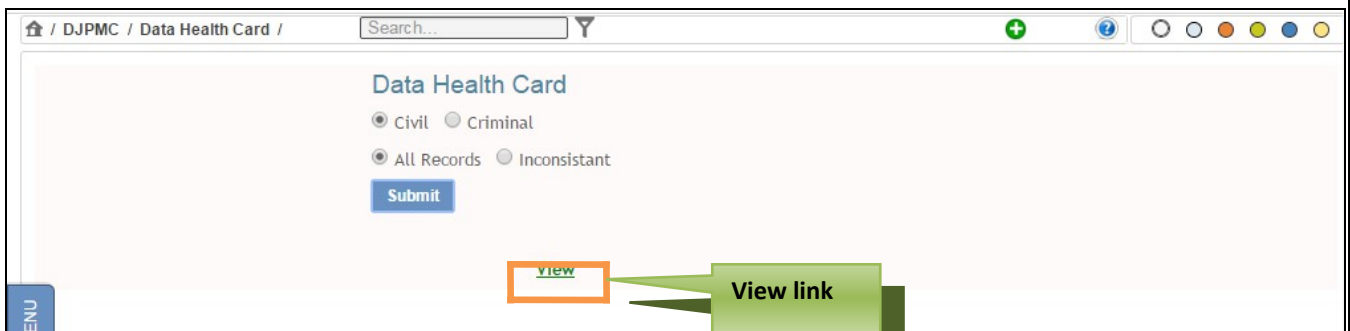 / DJPMC / Data Health Card / Search...
Data Health Card
Civil Criminal
All Records Inconsistant
Submit
View
View link
ENU